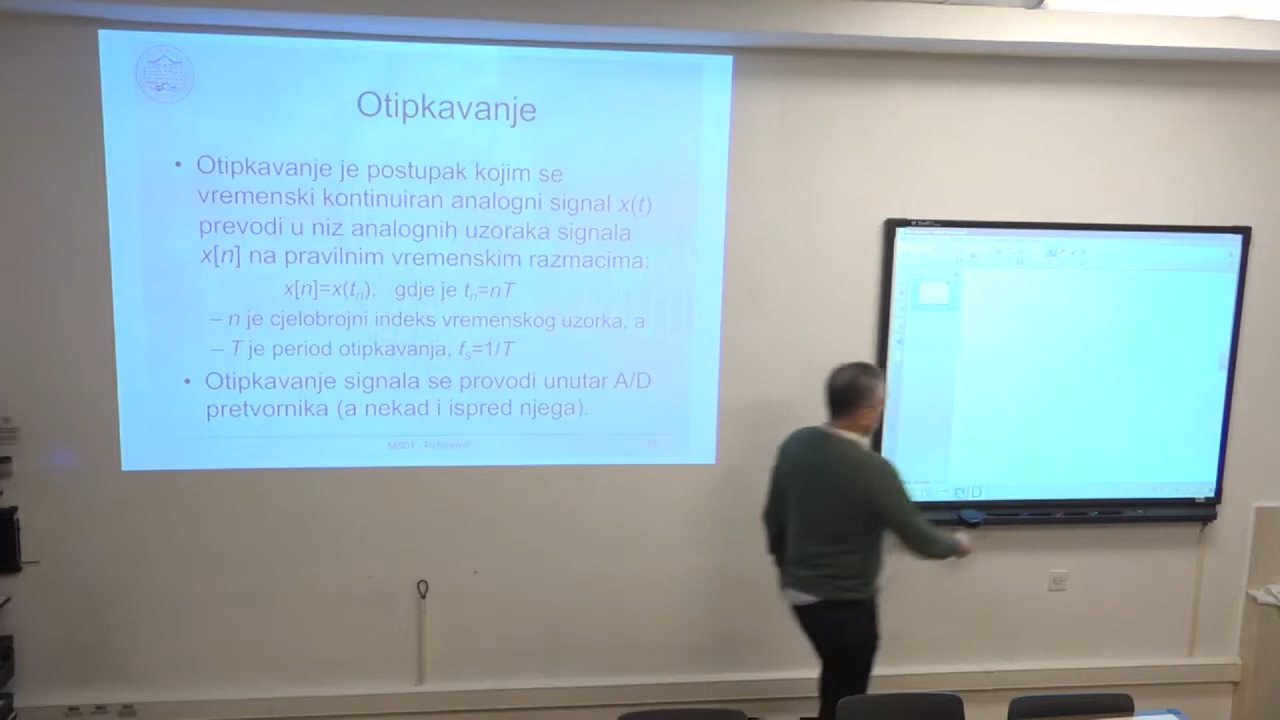 Otipkavanje
• Otipkavanje je postupak kojim se
vremenski kontinuiran analogni signal x(t)
prevodi u niz analognih uzoraka signala
x[n] na pravilnim vremenskim razmacima:
x[n]=x(tn), gdje je tn=nT
– n je cjelobrojni indeks vremenskog uzorka, a
– T je period otipkavanja, fs=1/T
• Otipkavanje signala se provodi unutar A/D
pretvornika (a nekad i ispred njega).